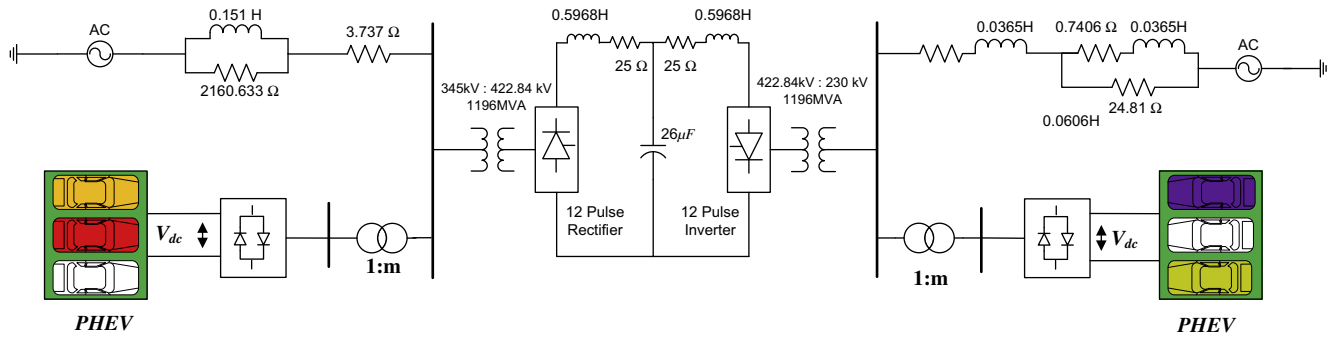 AC
0.151 H
2160.633 Ω
3.737 Ω
345kV : 422.84 kV
1196MVA
0.5968H
25 Ω
0.5968H
25 Ω
26µF
12 Pulse
Rectifier
12 Pulse
Inverter
422.84kV : 230 kV
1196MVA
0.0365H
0.7406 Ω
0.0365H
24.81 Ω
0.0606H
AC
Vdc
1:m
PHEV
1:m
Vdc
PHEV